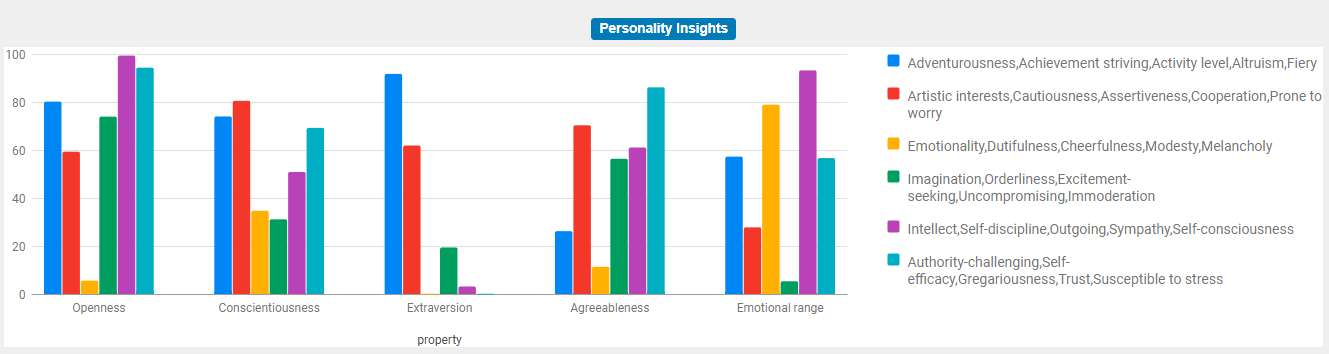 Personality Insights
100
80
60
40
20
0
Openness
Conscientiousness
Extraversion
Agreeableness
Emotional range
property
Adventurousness,Achievement striving,Activity level,Altruism,Fiery
Artistic interests,Cautiousness,Assertiveness,Cooperation,Prone to
worry
Emotionality,Dutifulness,Cheerfulness,Modesty,Melancholy
Imagination,Orderliness,Excitement-
seeking,Uncompromising,Immoderation
Intellect,Self-discipline,Outgoing,Sympathy,Self-consciousness
Authority-challenging,Self-
efficacy,Gregariousness,Trust,Susceptible to stress